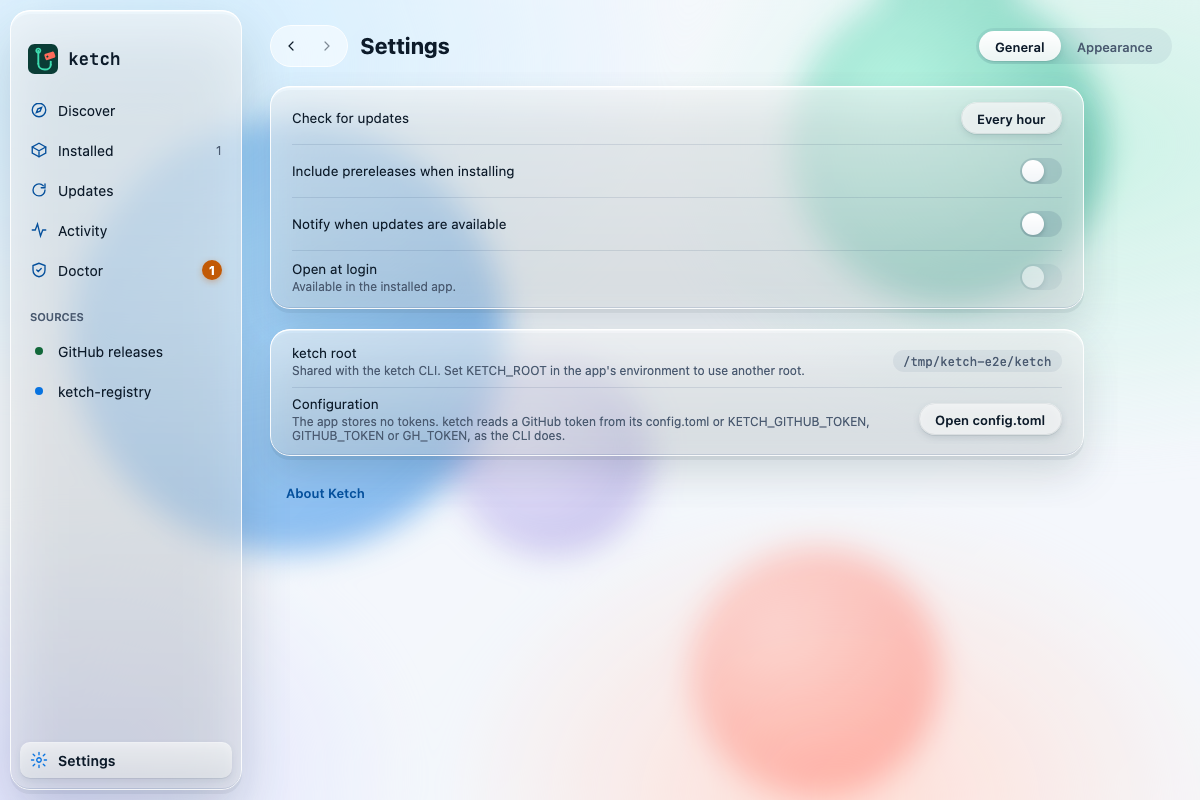 ketch
Discover
Installed 1
Updates
Activity
Doctor 1
SOURCES
GitHub releases
ketch-registry
Settings
Settings
General Appearance
Check for updates Every hour
Include prereleases when installing
Notify when updates are available
Open at login
Available in the installed app.
ketch root
Shared with the ketch CLI. Set KETCH_ROOT in the app's environment to use another root.
/tmp/ketch-e2e/ketch
Configuration
The app stores no tokens. ketch reads a GitHub token from its config.toml or KETCH_GITHUB_TOKEN,
GITHUB_TOKEN or GH_TOKEN, as the CLI does.
Open config.toml
About Ketch